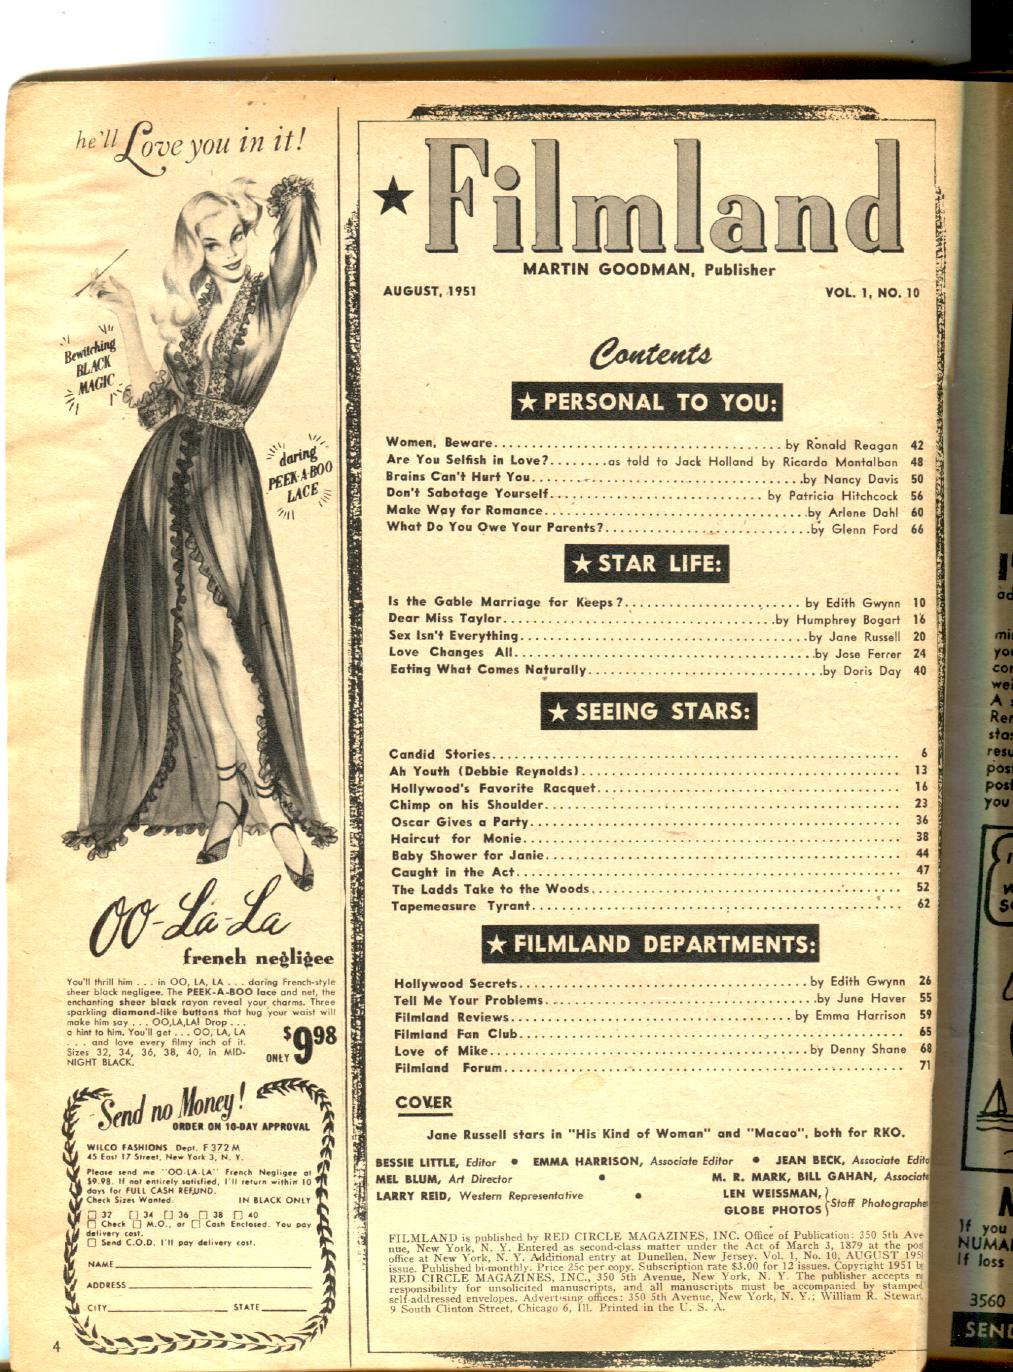 he'll Love you in it!
Bewitching
BLACK
MAGIC
daring
PEEK-A-BOO
LACE
OO-La-La
french negligee
You'll thrill him . . . in OO, LA, LA . . . daring French-style
sheer black negligee. The PEEK-A-BOO lace and net, the
enchanting sheer black rayon reveal your charms. Three
sparkling diamond-like buttons that hug your waist will
make him say . . . OO,LA,LA! Drop . . .
a hint to him. You'll get . . . OO, LA, LA
. . . and love every filmy inch of it.
Sizes 32, 34, 36, 38, 40, in MID-
NIGHT BLACK.
ONLY $9.98
Send no Money!
ORDER ON 10-DAY APPROVAL
WILCO FASHIONS Dept. F372M
45 East 17 Street, New York 3, N. Y.
Please send me "OO-LA-LA" French Negligee at
$9.98. If not entirely satisfied, I'll return within 10
days for FULL CASH REFUND.
Check Sizes Wanted. IN BLACK ONLY
32 34 36 38 40
Check M.O., or Cash Enclosed. You pay
delivery cost.
Send C.O.D. I'll pay delivery cost.
NAME
ADDRESS
CITY STATE
4
★Filmland
MARTIN GOODMAN, Publisher
AUGUST, 1951 VOL. 1, NO. 10
Contents
★ PERSONAL TO YOU:
Women, Beware by Ronald Reagan 42
Are You Selfish in Love? as told to Jack Holland by Ricardo Montalban 48
Brains Can't Hurt You by Nancy Davis 50
Don't Sabotage Yourself by Patricia Hitchcock 56
Make Way for Romance by Arlene Dahl 60
What Do You Owe Your Parents? by Glenn Ford 66
★ STAR LIFE:
Is the Gable Marriage for Keeps? by Edith Gwynn 10
Dear Miss Taylor by Humphrey Bogart 16
Sex Isn't Everything by Jane Russell 20
Love Changes All by Jose Ferrer 24
Eating What Comes Naturally by Doris Day 40
★ SEEING STARS:
Candid Stories 6
Ah Youth (Debbie Reynolds) 13
Hollywood's Favorite Racquet 16
Chimp on his Shoulder 23
Oscar Gives a Party 36
Haircut for Monie 38
Baby Shower for Janie 44
Caught in the Act 47
The Ladds Take to the Woods 52
Tapemeasure Tyrant 62
★ FILMLAND DEPARTMENTS:
Hollywood Secrets by Edith Gwynn 26
Tell Me Your Problems by June Haver 55
Filmland Reviews by Emma Harrison 59
Filmland Fan Club 65
Love of Mike by Denny Shane 68
Filmland Forum 71
COVER
Jane Russell stars in "His Kind of Woman" and "Macao", both for RKO.
BESSIE LITTLE, Editor • EMMA HARRISON, Associate Editor • JEAN BECK, Associate Edito
MEL BLUM, Art Director • M. R. MARK, BILL GAHAN, Associate
LARRY REID, Western Representative • LEN WEISSMAN,
GLOBE PHOTOS } Staff Photographe
FILMLAND is published by RED CIRCLE MAGAZINES, INC. Office of Publication: 350 5th Ave
nue, New York, N. Y. Entered as second-class matter under the Act of March 3, 1879 at the pos
office at New York, N. Y. Additional entry at Dunellen, New Jersey. Vol. 1, No. 10, AUGUST 195
issue. Published bi-monthly. Price 25c per copy. Subscription rate $3.00 for 12 issues. Copyright 1951 b
RED CIRCLE MAGAZINES, INC., 350 5th Avenue, New York, N. Y. The publisher accepts n
responsibility for unsolicited manuscripts, and all manuscripts must be accompanied by stamped
self-addressed envelopes. Advertising offices: 350 5th Avenue, New York, N. Y.; William R. Stewar
9 South Clinton Street, Chicago 6, Ill. Printed in the U. S. A.
If you
NUMA
If loss
3560
SEND